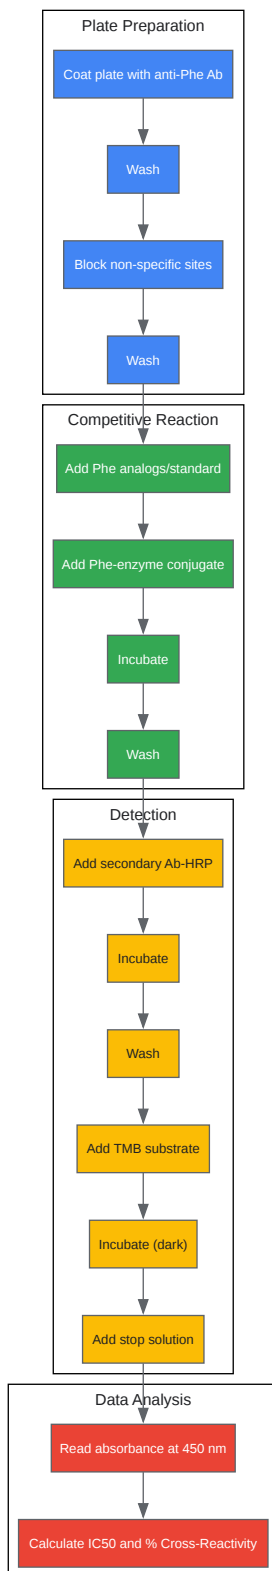 Plate Preparation
Coat plate with anti-Phe Ab
Wash
Block non-specific sites
Wash
Competitive Reaction
Add Phe analogs/standard
Add Phe-enzyme conjugate
Incubate
Wash
Detection
Add secondary Ab-HRP
Incubate
Wash
Add TMB substrate
Incubate (dark)
Add stop solution
Data Analysis
Read absorbance at 450 nm
Calculate IC50 and % Cross-Reactivity